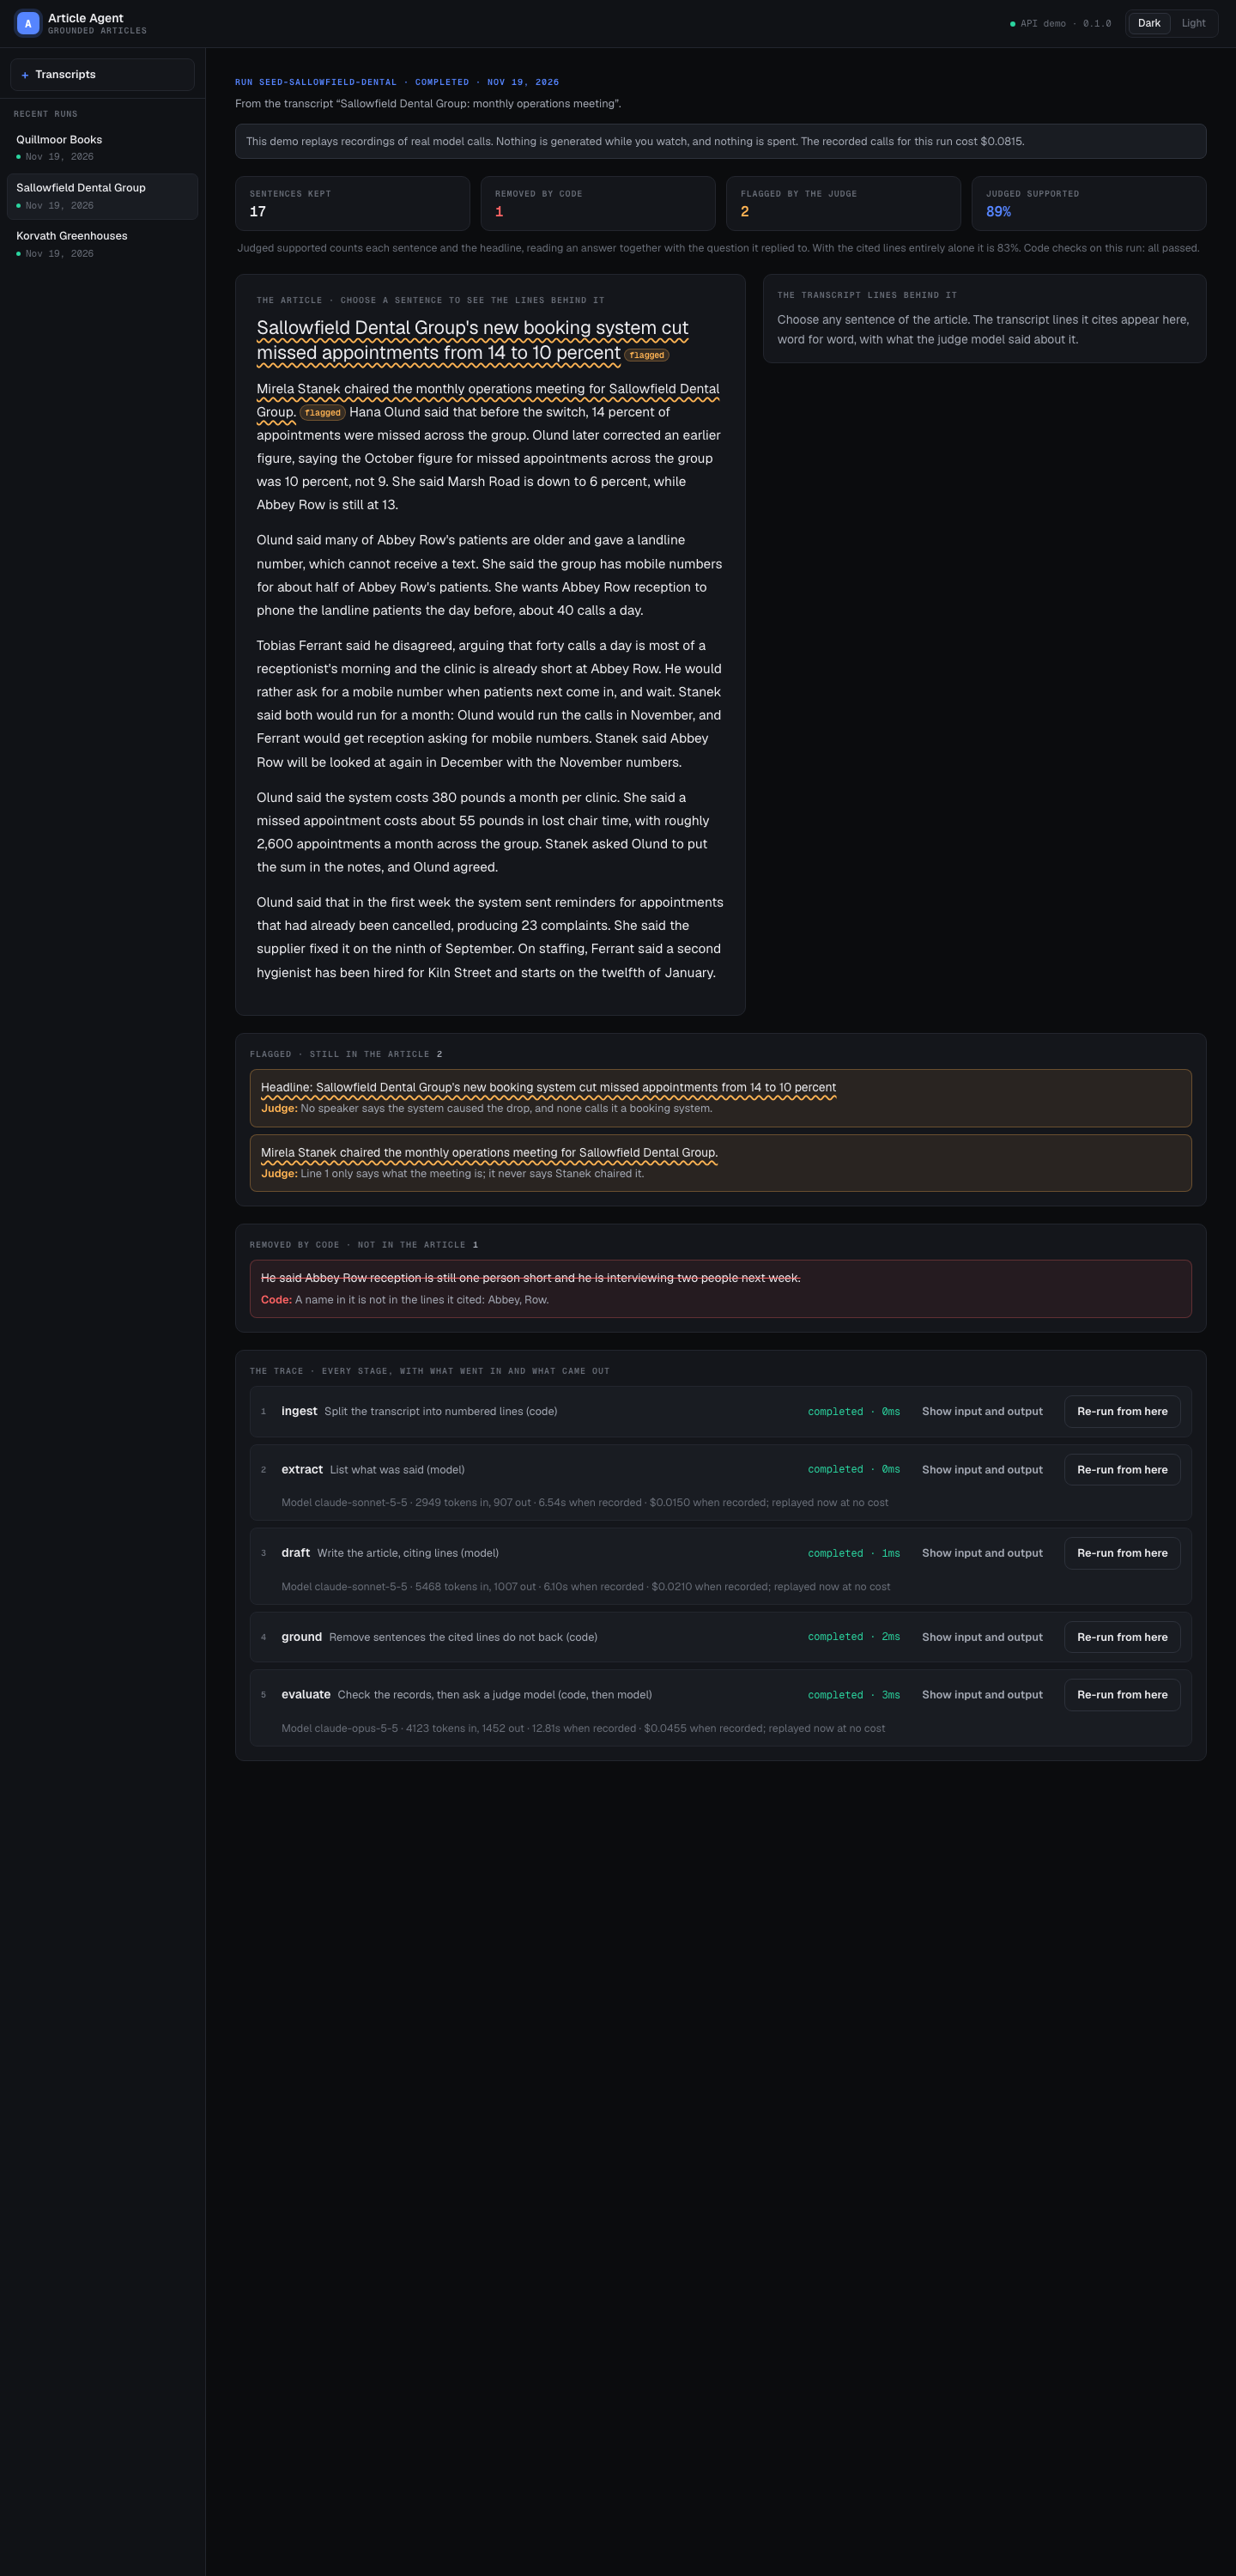 A
Article Agent
GROUNDED ARTICLES
API demo · 0.1.0
Dark
Light
+ Transcripts
RECENT RUNS
Quillmoor Books
Nov 19, 2026
Sallowfield Dental Group
Nov 19, 2026
Korvath Greenhouses
Nov 19, 2026
RUN SEED-SALLOWFIELD-DENTAL · COMPLETED · NOV 19, 2026
From the transcript “Sallowfield Dental Group: monthly operations meeting”.
This demo replays recordings of real model calls. Nothing is generated while you watch, and nothing is spent. The recorded calls for this run cost $0.0815.
SENTENCES KEPT
17
REMOVED BY CODE
1
FLAGGED BY THE JUDGE
2
JUDGED SUPPORTED
89%
Judged supported counts each sentence and the headline, reading an answer together with the question it replied to. With the cited lines entirely alone it is 83%. Code checks on this run: all passed.
THE ARTICLE · CHOOSE A SENTENCE TO SEE THE LINES BEHIND IT
Sallowfield Dental Group's new booking system cut
missed appointments from 14 to 10 percent flagged
Mirela Stanek chaired the monthly operations meeting for Sallowfield Dental
Group. flagged Hana Olund said that before the switch, 14 percent of
appointments were missed across the group. Olund later corrected an earlier
figure, saying the October figure for missed appointments across the group
was 10 percent, not 9. She said Marsh Road is down to 6 percent, while
Abbey Row is still at 13.
Olund said many of Abbey Row's patients are older and gave a landline
number, which cannot receive a text. She said the group has mobile numbers
for about half of Abbey Row's patients. She wants Abbey Row reception to
phone the landline patients the day before, about 40 calls a day.
Tobias Ferrant said he disagreed, arguing that forty calls a day is most of a
receptionist's morning and the clinic is already short at Abbey Row. He would
rather ask for a mobile number when patients next come in, and wait. Stanek
said both would run for a month: Olund would run the calls in November, and
Ferrant would get reception asking for mobile numbers. Stanek said Abbey
Row will be looked at again in December with the November numbers.
Olund said the system costs 380 pounds a month per clinic. She said a
missed appointment costs about 55 pounds in lost chair time, with roughly
2,600 appointments a month across the group. Stanek asked Olund to put
the sum in the notes, and Olund agreed.
Olund said that in the first week the system sent reminders for appointments
that had already been cancelled, producing 23 complaints. She said the
supplier fixed it on the ninth of September. On staffing, Ferrant said a second
hygienist has been hired for Kiln Street and starts on the twelfth of January.
THE TRANSCRIPT LINES BEHIND IT
Choose any sentence of the article. The transcript lines it cites appear here,
word for word, with what the judge model said about it.
FLAGGED · STILL IN THE ARTICLE 2
Headline: Sallowfield Dental Group's new booking system cut missed appointments from 14 to 10 percent
Judge: No speaker says the system caused the drop, and none calls it a booking system.
Mirela Stanek chaired the monthly operations meeting for Sallowfield Dental Group.
Judge: Line 1 only says what the meeting is; it never says Stanek chaired it.
REMOVED BY CODE · NOT IN THE ARTICLE 1
He said Abbey Row reception is still one person short and he is interviewing two people next week.
Code: A name in it is not in the lines it cited: Abbey, Row.
THE TRACE · EVERY STAGE, WITH WHAT WENT IN AND WHAT CAME OUT
1 ingest Split the transcript into numbered lines (code) completed · 0ms Show input and output Re-run from here
2 extract List what was said (model) completed · 0ms Show input and output Re-run from here
Model claude-sonnet-5-5 · 2949 tokens in, 907 out · 6.54s when recorded · $0.0150 when recorded; replayed now at no cost
3 draft Write the article, citing lines (model) completed · 1ms Show input and output Re-run from here
Model claude-sonnet-5-5 · 5468 tokens in, 1007 out · 6.10s when recorded · $0.0210 when recorded; replayed now at no cost
4 ground Remove sentences the cited lines do not back (code) completed · 2ms Show input and output Re-run from here
5 evaluate Check the records, then ask a judge model (code, then model) completed · 3ms Show input and output Re-run from here
Model claude-opus-5-5 · 4123 tokens in, 1452 out · 12.81s when recorded · $0.0455 when recorded; replayed now at no cost